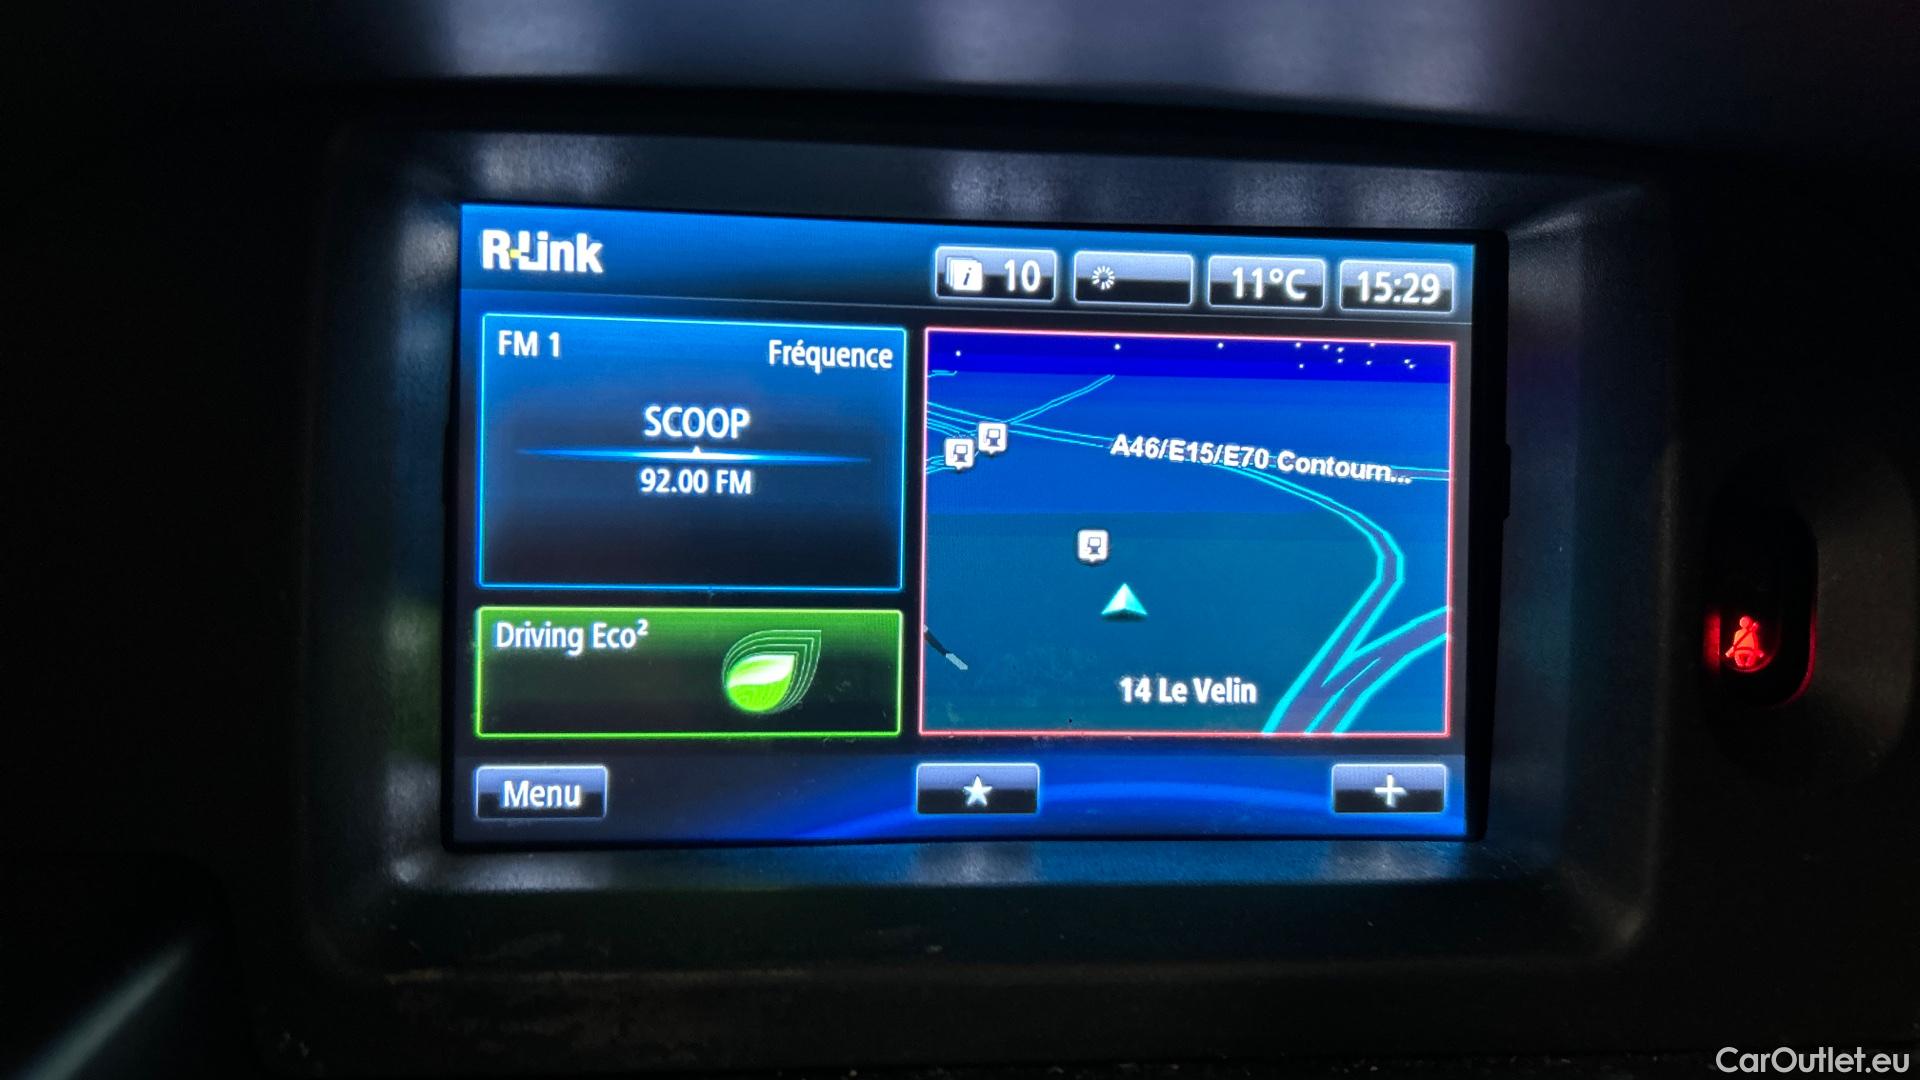 R-Link
10
11°C
15:29
FM 1
Fréquence
SCOOP
92.00 FM
A46/E15/E70 Contourn...
14 Le Velin
Driving Eco²
Menu
CarOutlet.eu